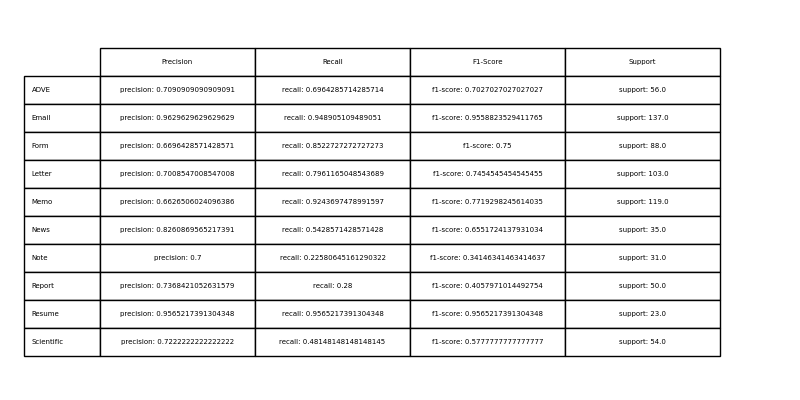 Precision Recall F1-Score Support
ADVE precision: 0.7090909090909091 recall: 0.6964285714285714 f1-score: 0.7027027027027027 support: 56.0
Email precision: 0.9629629629629629 recall: 0.948905109489051 f1-score: 0.9558823529411765 support: 137.0
Form precision: 0.6696428571428571 recall: 0.8522727272727273 f1-score: 0.75 support: 88.0
Letter precision: 0.7008547008547008 recall: 0.7961165048543689 f1-score: 0.7454545454545455 support: 103.0
Memo precision: 0.6626506024096386 recall: 0.9243697478991597 f1-score: 0.7719298245614035 support: 119.0
News precision: 0.8260869565217391 recall: 0.5428571428571428 f1-score: 0.6551724137931034 support: 35.0
Note precision: 0.7 recall: 0.22580645161290322 f1-score: 0.34146341463414637 support: 31.0
Report precision: 0.7368421052631579 recall: 0.28 f1-score: 0.4057971014492754 support: 50.0
Resume precision: 0.9565217391304348 recall: 0.9565217391304348 f1-score: 0.9565217391304348 support: 23.0
Scientific precision: 0.7222222222222222 recall: 0.48148148148148145 f1-score: 0.5777777777777777 support: 54.0